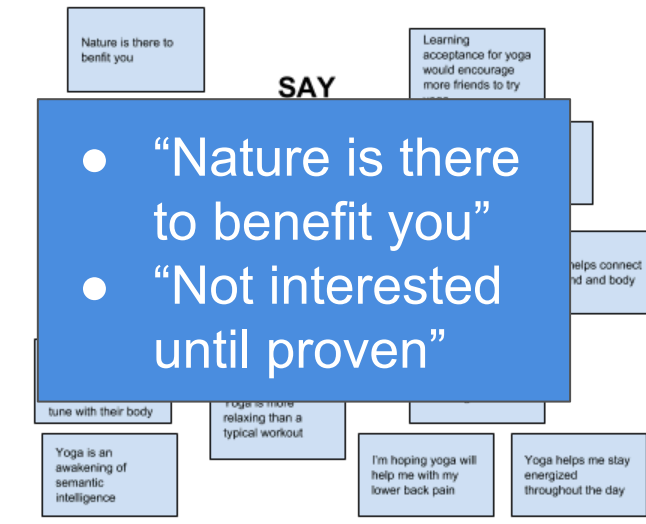 Nature is there to
benfit you
Learning
acceptance for yoga
would encourage
more friends to try
SAY
● “Nature is there
to benefit you”
● “Not interested
until proven”
helps connect
and body
tune with their body
Yoga is more
relaxing than a
typical workout
Yoga is an
awakening of
semantic
intelligence
I'm hoping yoga will
help me with my
lower back pain
Yoga helps me stay
energized
throughout the day